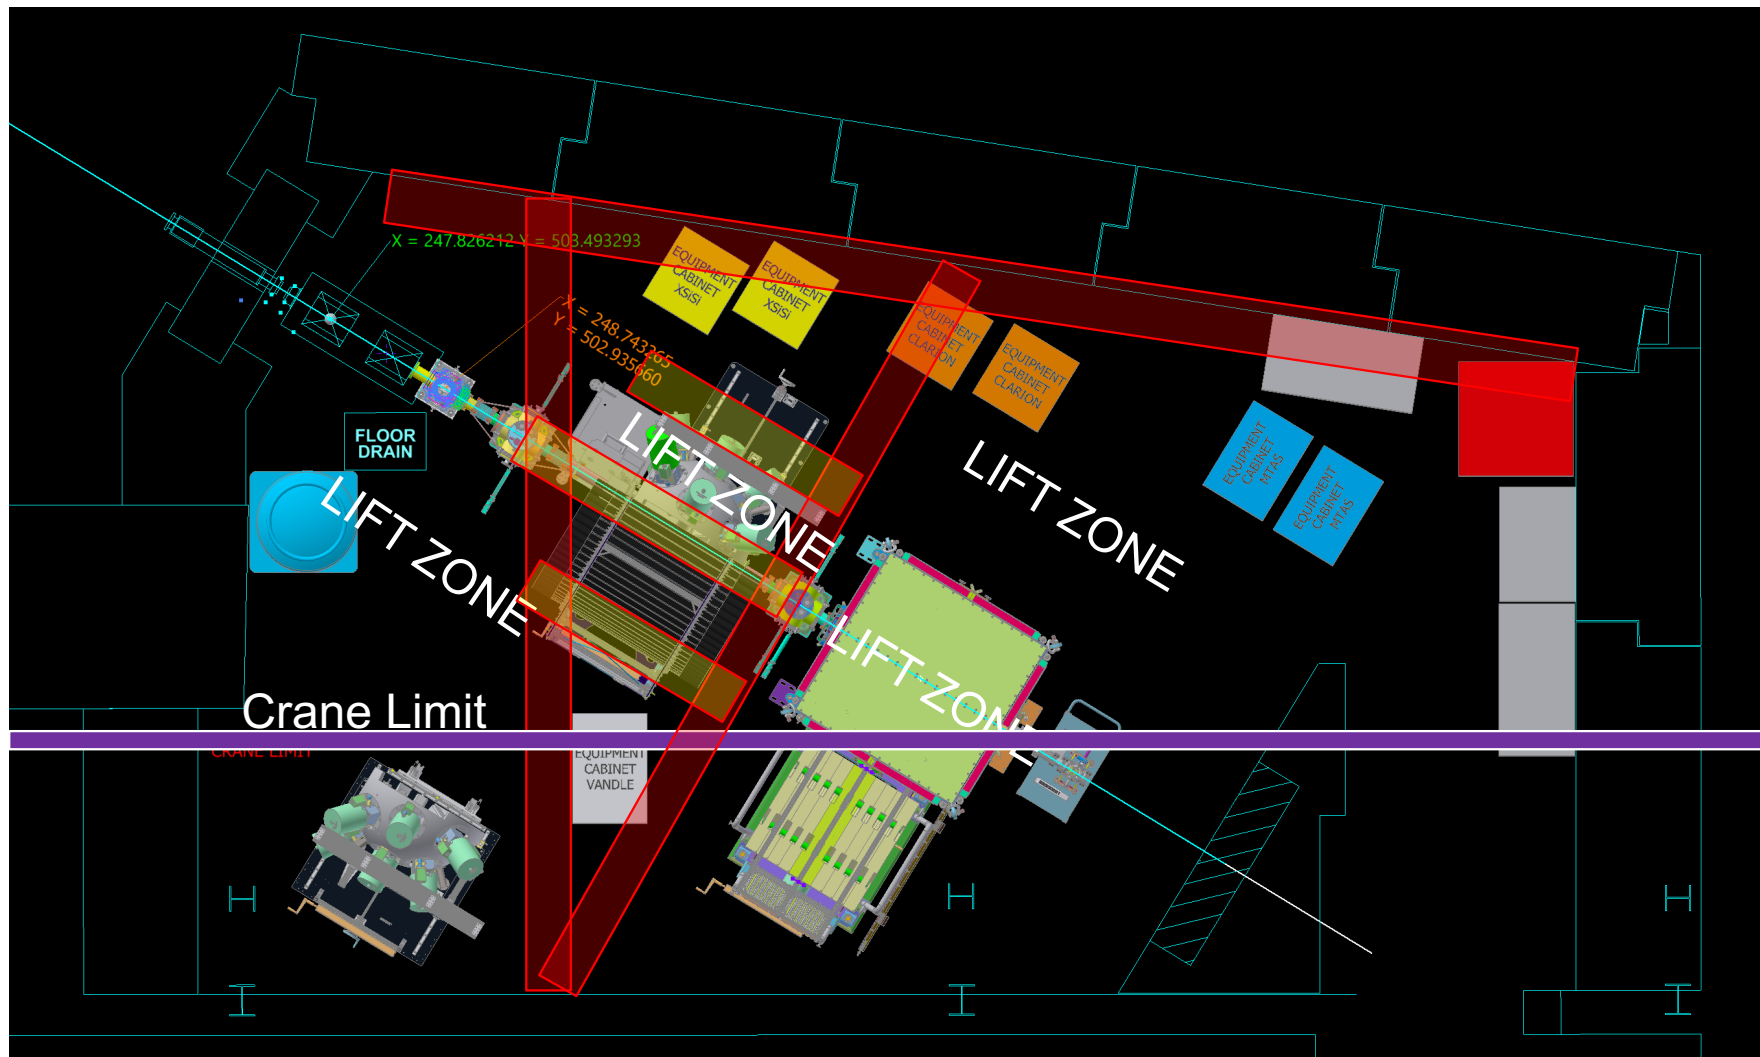 X = 247.826212 Y = 503.493293
EQUIPMENT
CABINET
XSiSi
EQUIPMENT
CABINET
XSiSi
X = 248.743265
Y = 502.935660
EQUIPMENT
CABINET
CLARION
EQUIPMENT
CABINET
CLARION
FLOOR
DRAIN
LIFT ZONE
LIFT ZONE
LIFT ZONE
EQUIPMENT
CABINET
MTAS
EQUIPMENT
CABINET
MTAS
LIFT ZONE
Crane Limit
CRANE LIMIT
EQUIPMENT
CABINET
VANDLE